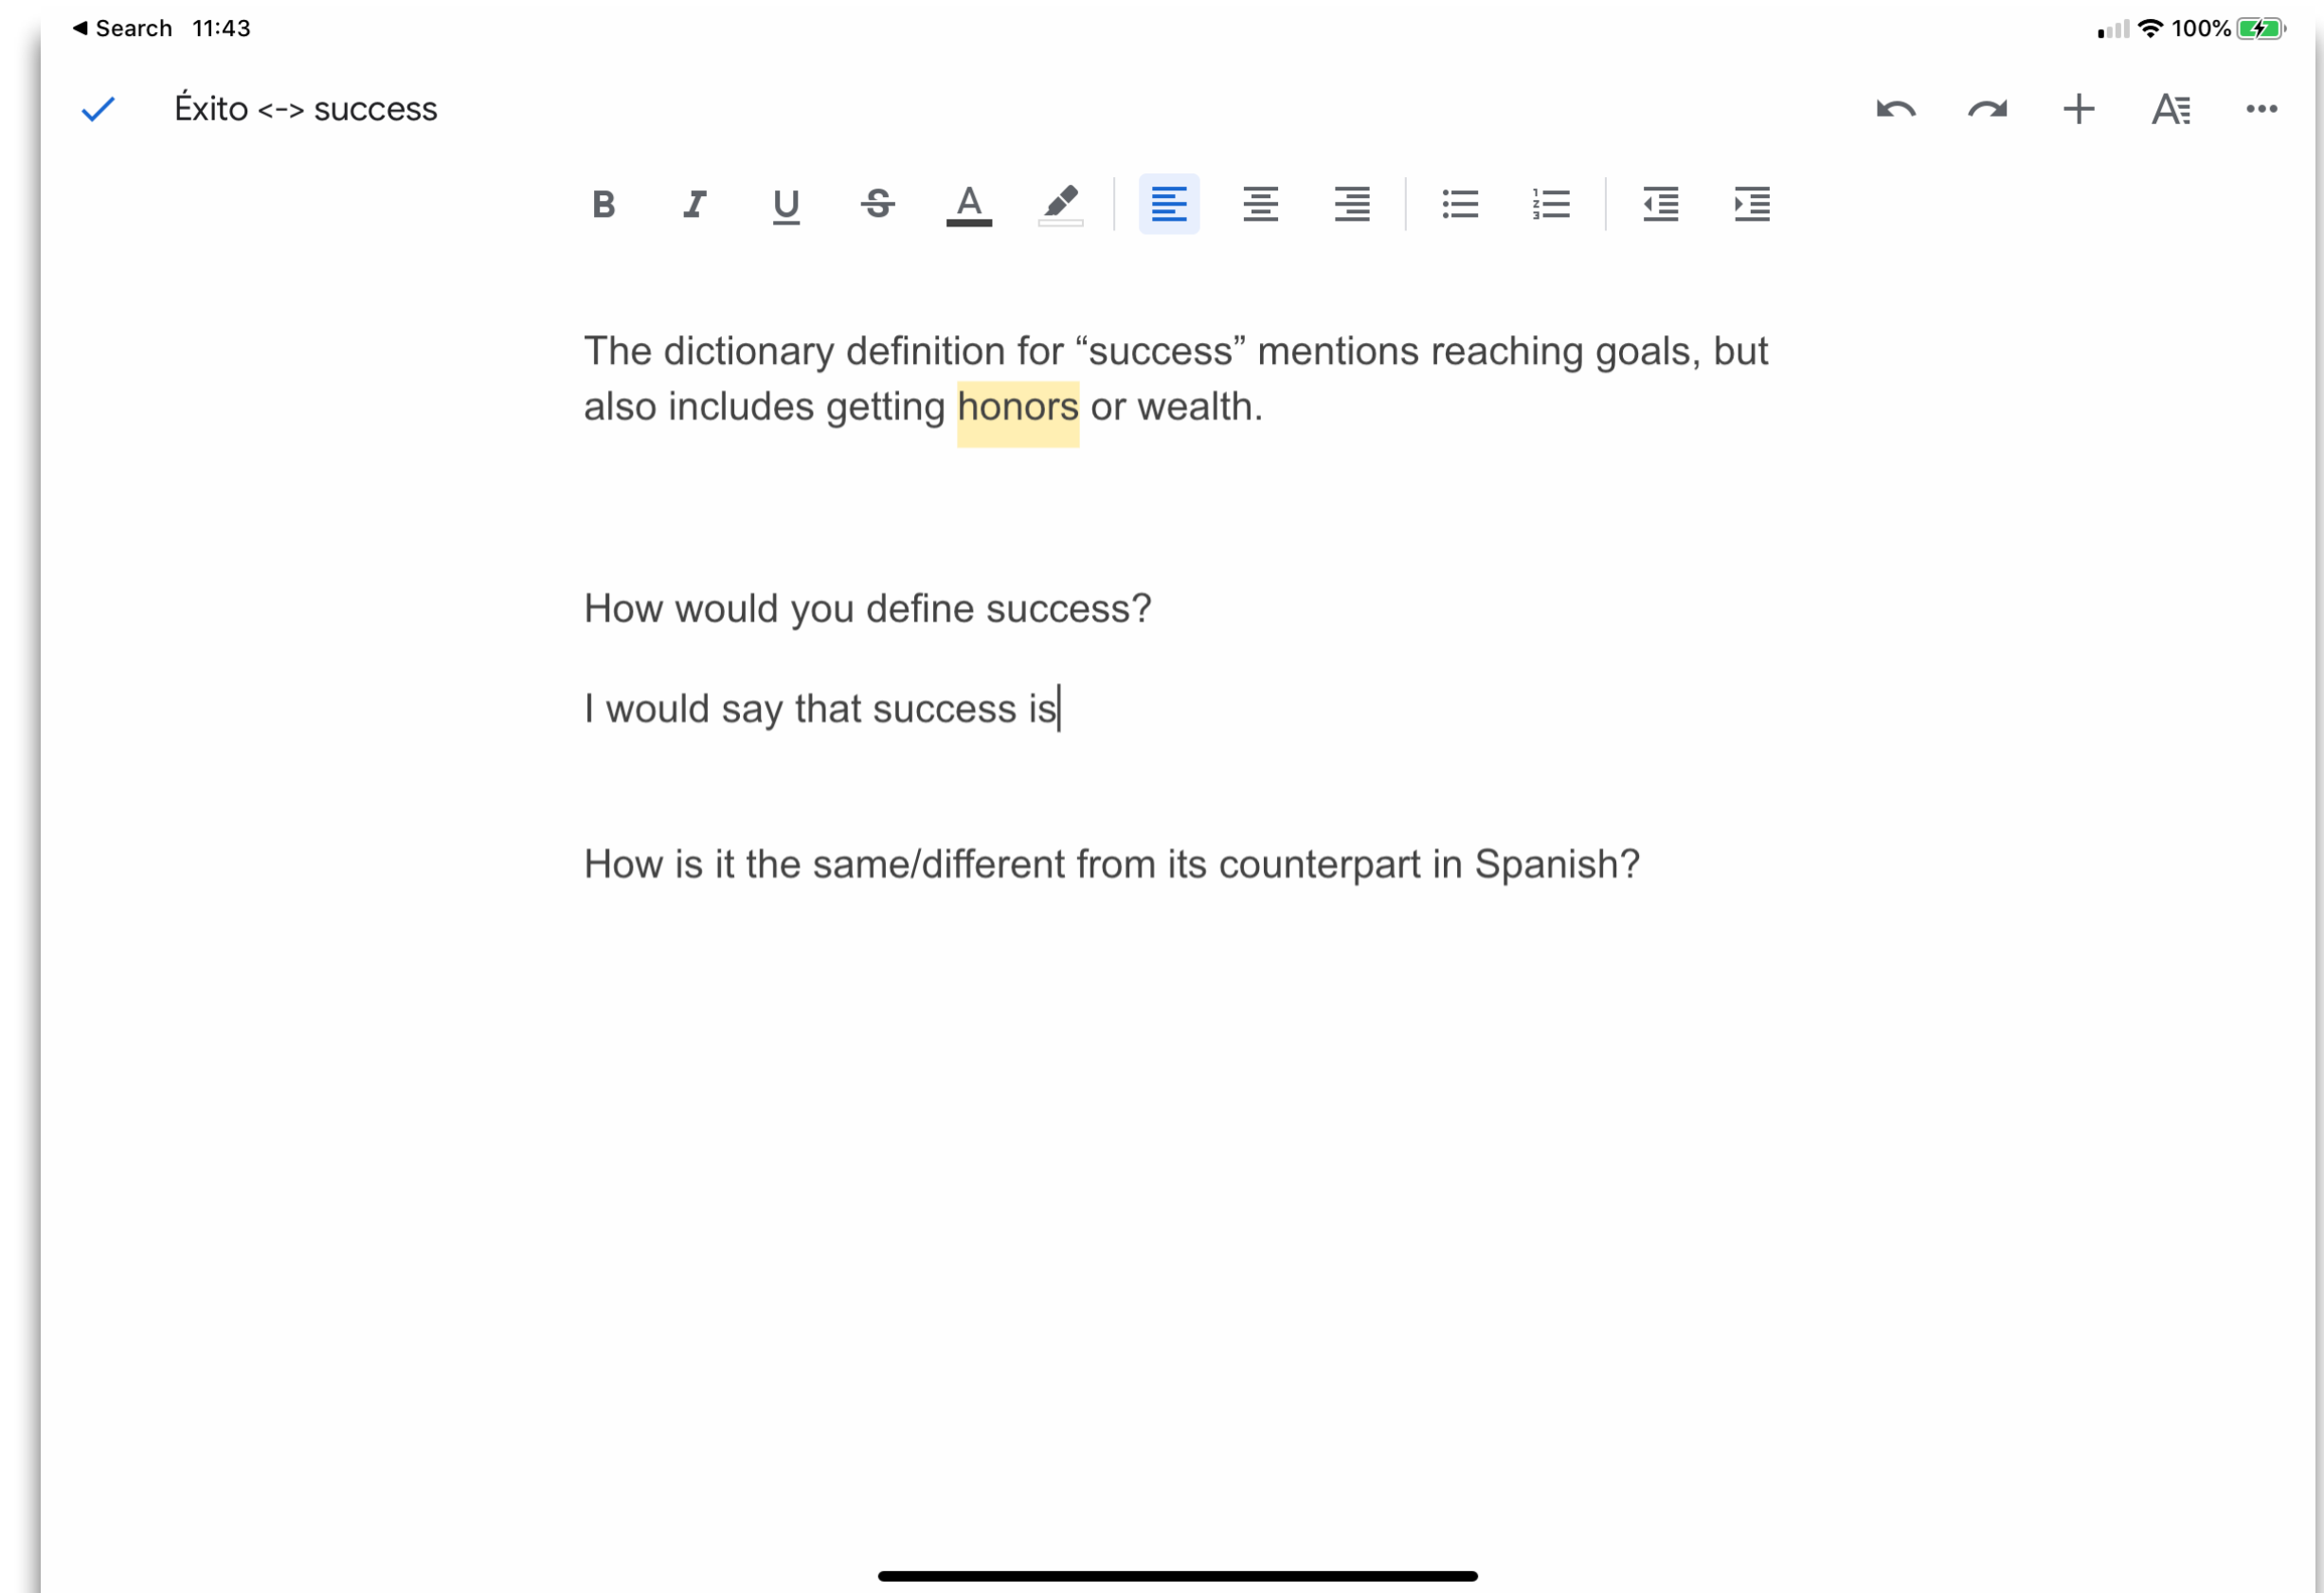 ◀ Search 11:43
100%
Éxito <-> success
B I U S A
The dictionary definition for “success” mentions reaching goals, but
also includes getting honors or wealth.
How would you define success?
I would say that success is
How is it the same/different from its counterpart in Spanish?